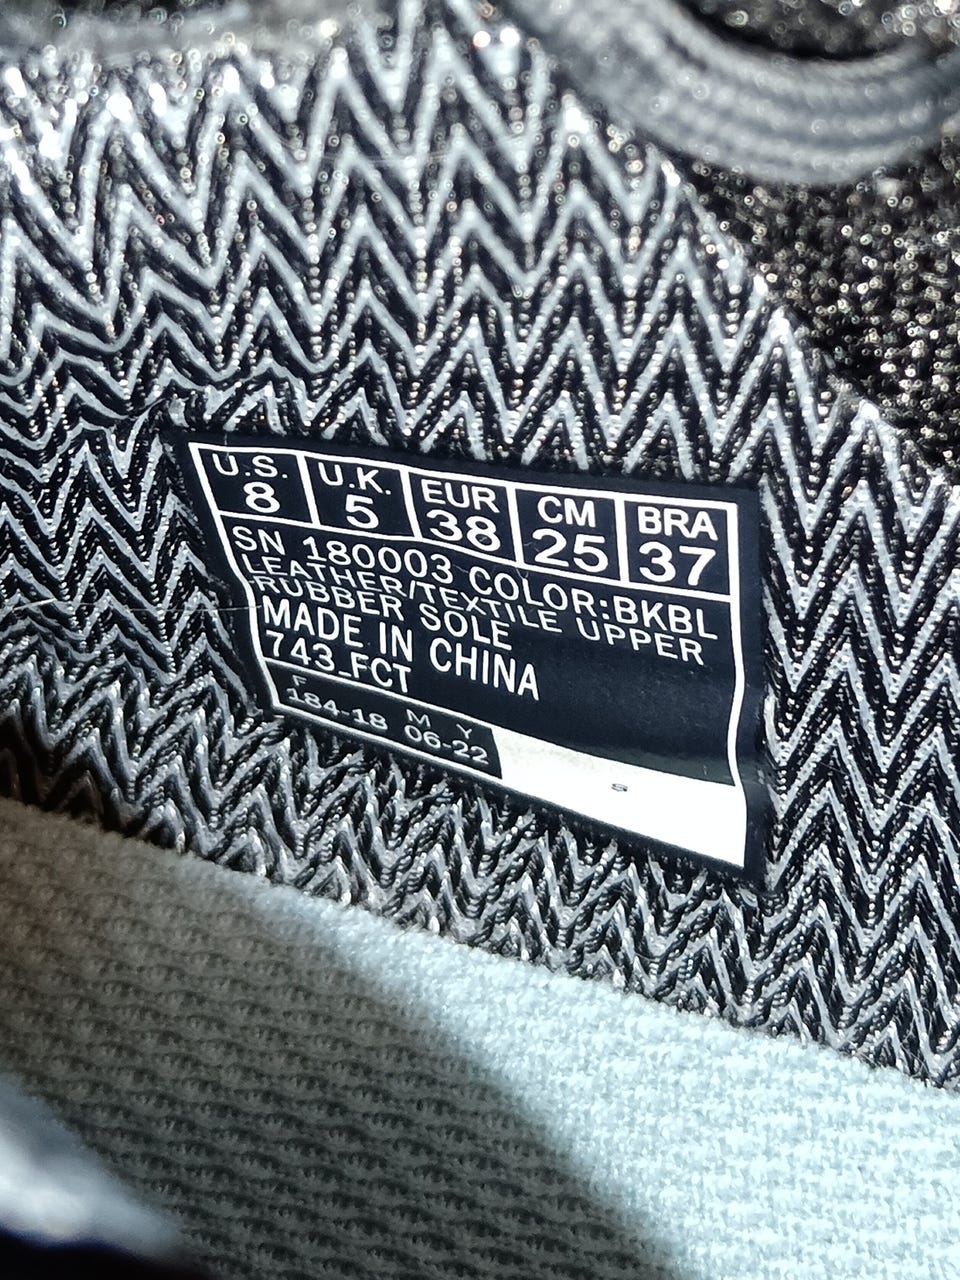 U.S. U.K. EUR CM BRA
8 5 38 25 37
SN 180003 COLOR:BKBL
LEATHER/TEXTILE UPPER
RUBBER SOLE
MADE IN CHINA
743_FCT
F M Y
184-18 06-22
S